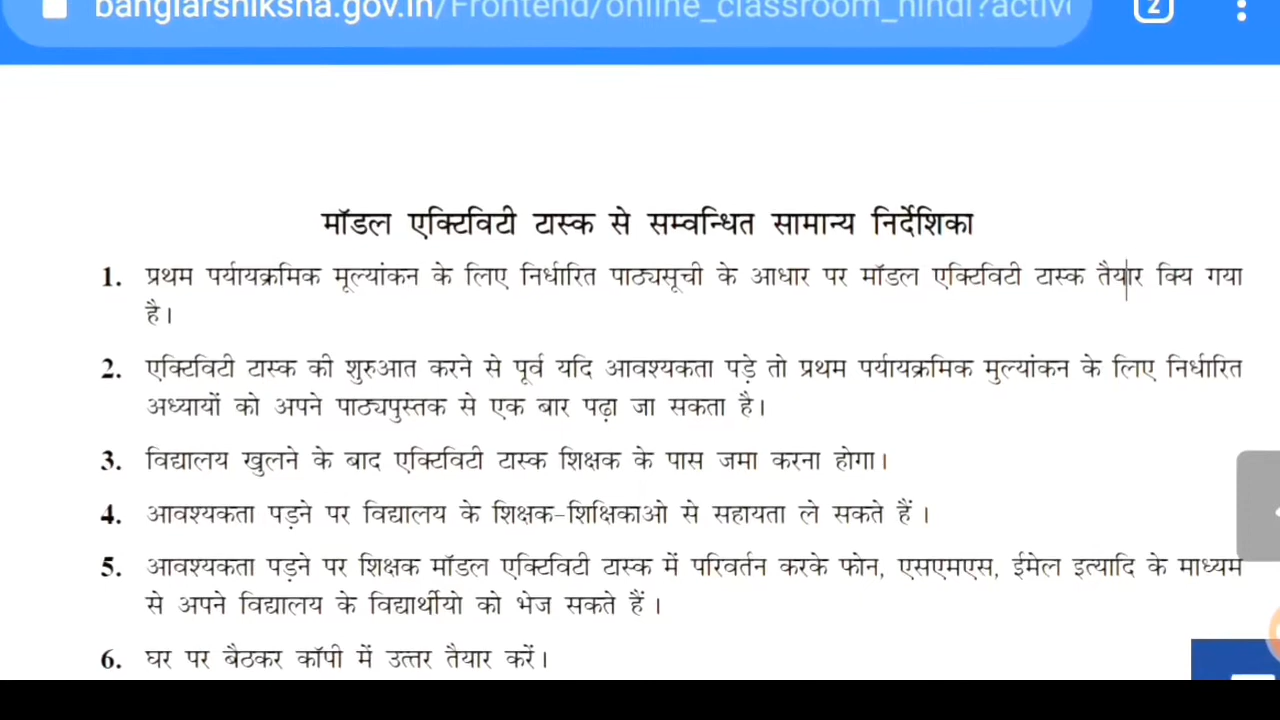 banglarshiksha.gov.in/Frontend/online_classroom_hindi?activ
2
मॉडल एक्टिविटी टास्क से सम्वन्धित सामान्य निर्देशिका
1. प्रथम पर्यायक्रमिक मूल्यांकन के लिए निर्धारित पाठ्यसूची के आधार पर मॉडल एक्टिविटी टास्क तैयार क्यि गया
है।
2. एक्टिविटी टास्क की शुरुआत करने से पूर्व यदि आवश्यकता पड़े तो प्रथम पर्यायक्रमिक मुल्यांकन के लिए निर्धारित
अध्यायों को अपने पाठ्यपुस्तक से एक बार पढ़ा जा सकता है।
3. विद्यालय खुलने के बाद एक्टिविटी टास्क शिक्षक के पास जमा करना होगा।
4. आवश्यकता पड़ने पर विद्यालय के शिक्षक-शिक्षिकाओ से सहायता ले सकते हैं ।
5. आवश्यकता पड़ने पर शिक्षक मॉडल एक्टिविटी टास्क में परिवर्तन करके फोन, एसएमएस, ईमेल इत्यादि के माध्यम
से अपने विद्यालय के विद्यार्थीयो को भेज सकते हैं ।
6. घर पर बैठकर कॉपी में उत्तर तैयार करें।